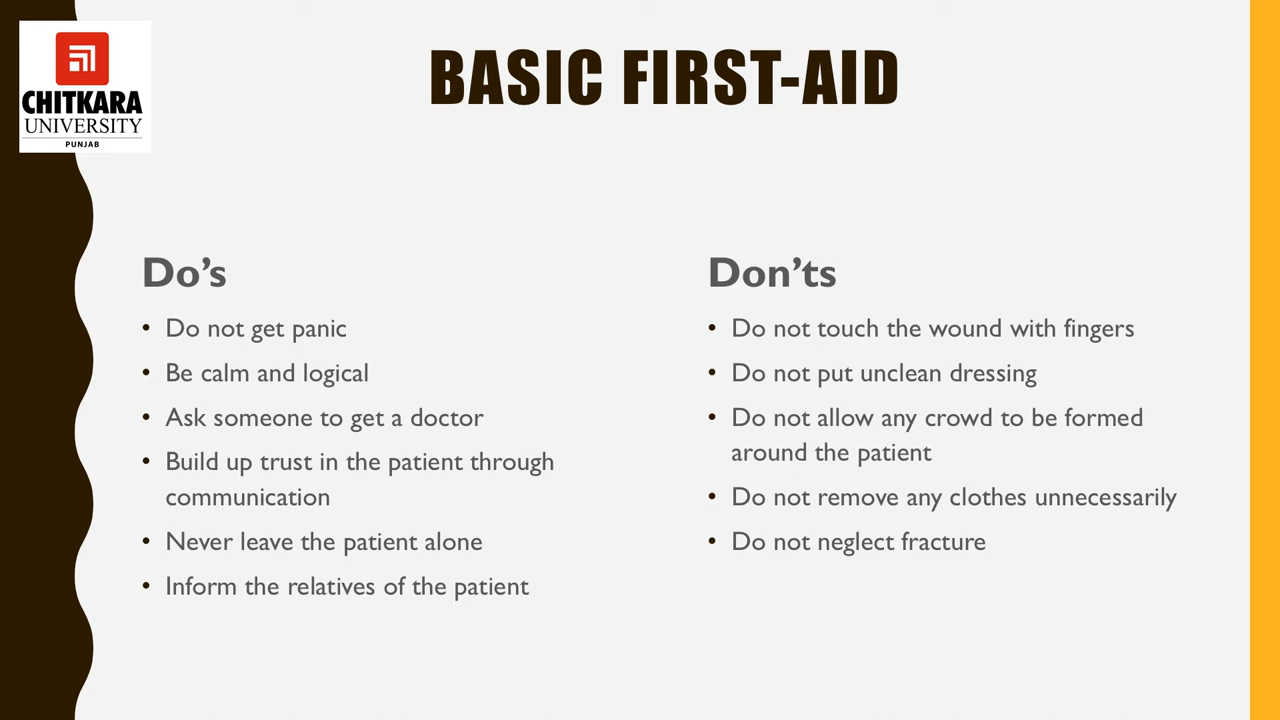 CHITKARA
UNIVERSITY
PUNJAB
BASIC FIRST-AID
Do’s
• Do not get panic
• Be calm and logical
• Ask someone to get a doctor
• Build up trust in the patient through
communication
• Never leave the patient alone
• Inform the relatives of the patient
Don’ts
• Do not touch the wound with fingers
• Do not put unclean dressing
• Do not allow any crowd to be formed
around the patient
• Do not remove any clothes unnecessarily
• Do not neglect fracture